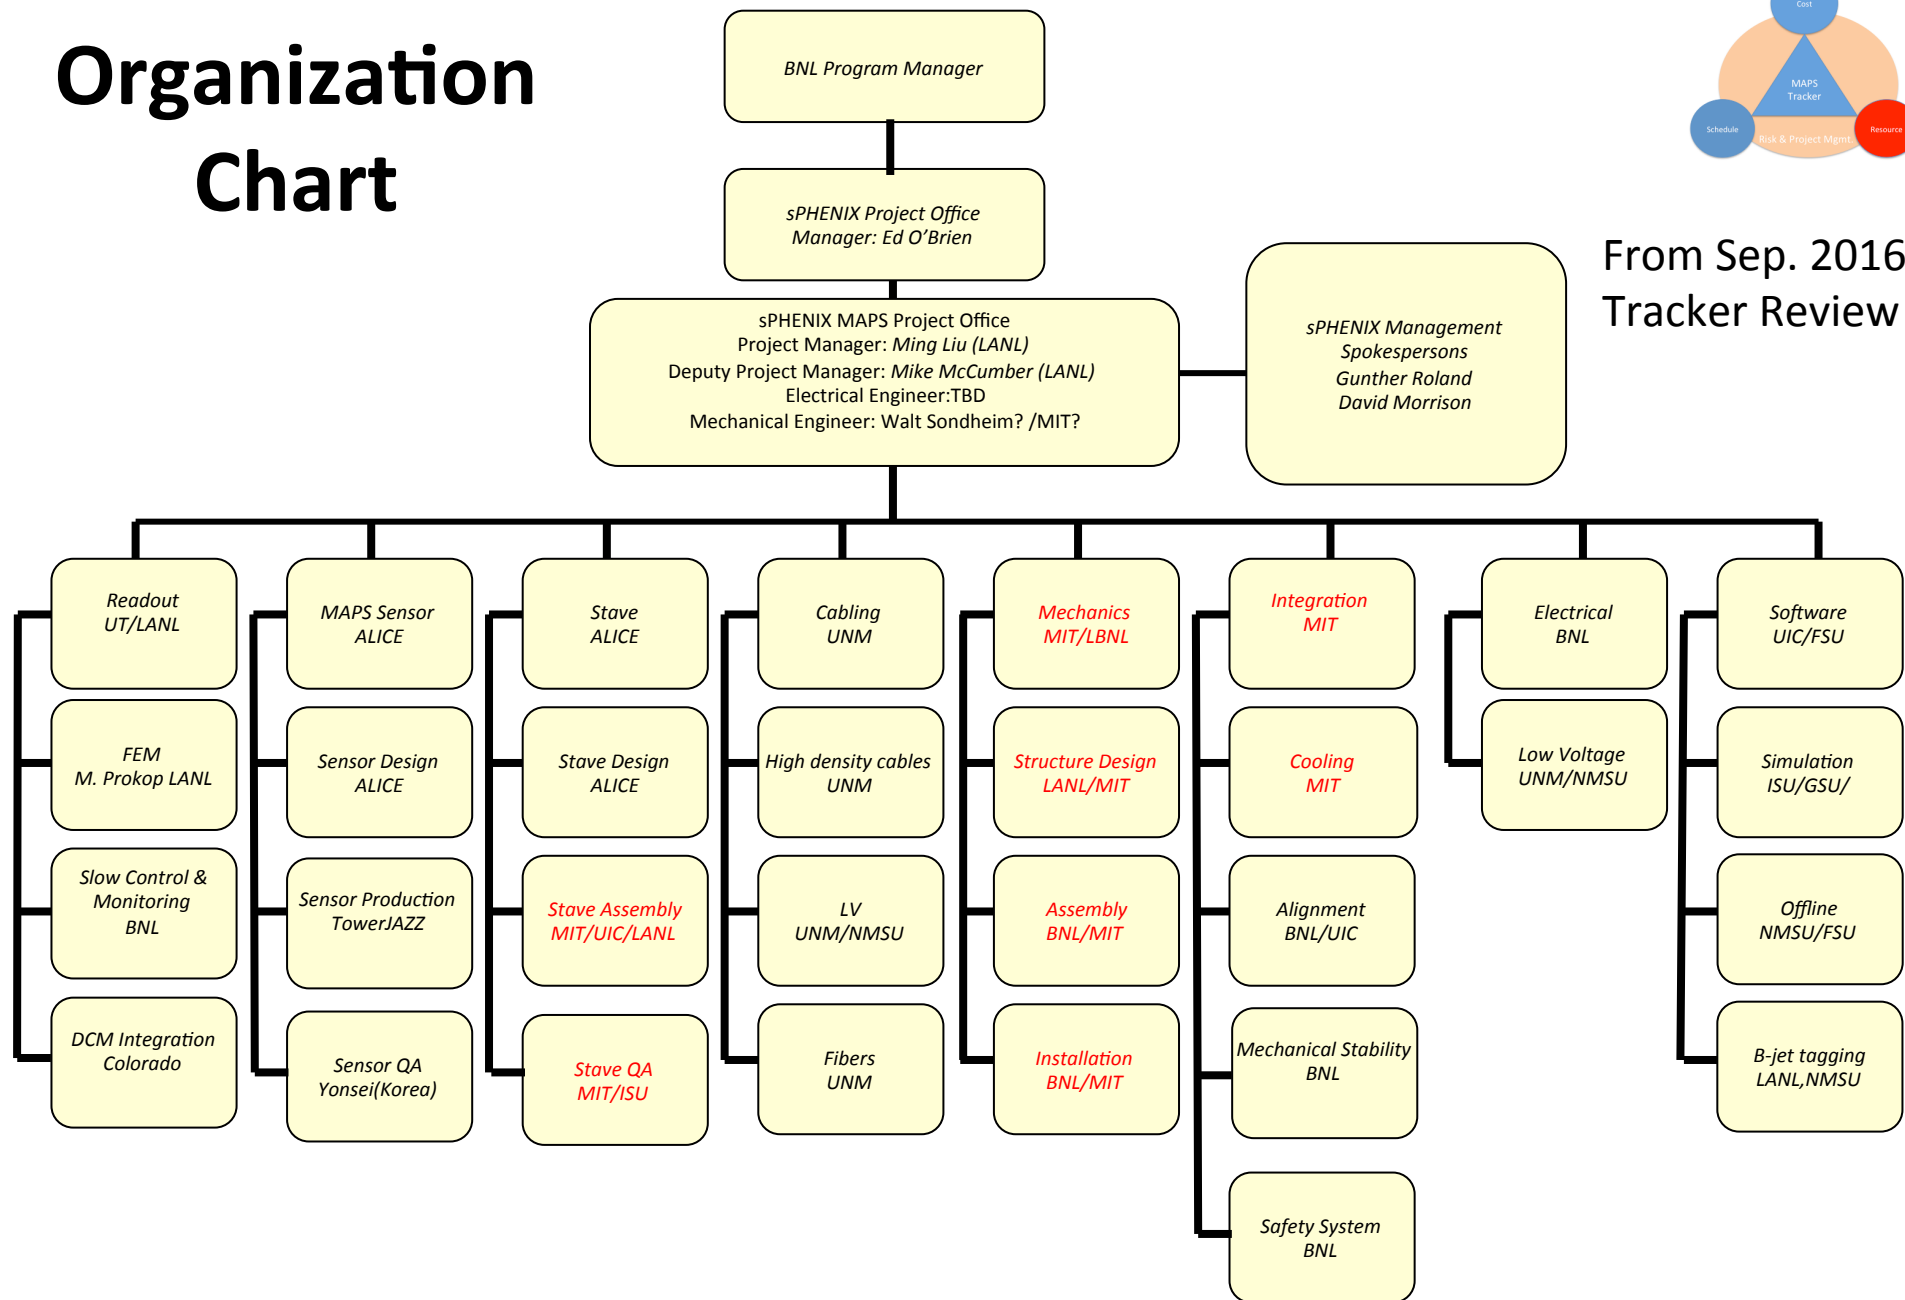 Organization
Chart
BNL Program Manager
Cost
MAPS
Tracker
Schedule
Resource
Risk & Project Mgmt
sPHENIX Project Office
Manager: Ed O’Brien
From Sep. 2016
Tracker Review
sPHENIX MAPS Project Office
Project Manager: Ming Liu (LANL)
Deputy Project Manager: Mike McCumber (LANL)
Electrical Engineer:TBD
Mechanical Engineer: Walt Sondheim? /MIT?
sPHENIX Management
Spokespersons
Gunther Roland
David Morrison
Readout
UT/LANL
FEM
M. Prokop LANL
Slow Control &
Monitoring
BNL
DCM Integration
Colorado
MAPS Sensor
ALICE
Sensor Design
ALICE
Sensor Production
TowerJAZZ
Sensor QA
Yonsei(Korea)
Stave
ALICE
Stave Design
ALICE
Stave Assembly
MIT/UIC/LANL
Stave QA
MIT/ISU
Cabling
UNM
High density cables
UNM
LV
UNM/NMSU
Fibers
UNM
Mechanics
MIT/LBNL
Structure Design
LANL/MIT
Assembly
BNL/MIT
Installation
BNL/MIT
Integration
MIT
Cooling
MIT
Alignment
BNL/UIC
Mechanical Stability
BNL
Safety System
BNL
Electrical
BNL
Low Voltage
UNM/NMSU
Software
UIC/FSU
Simulation
ISU/GSU/
Offline
NMSU/FSU
B-jet tagging
LANL,NMSU